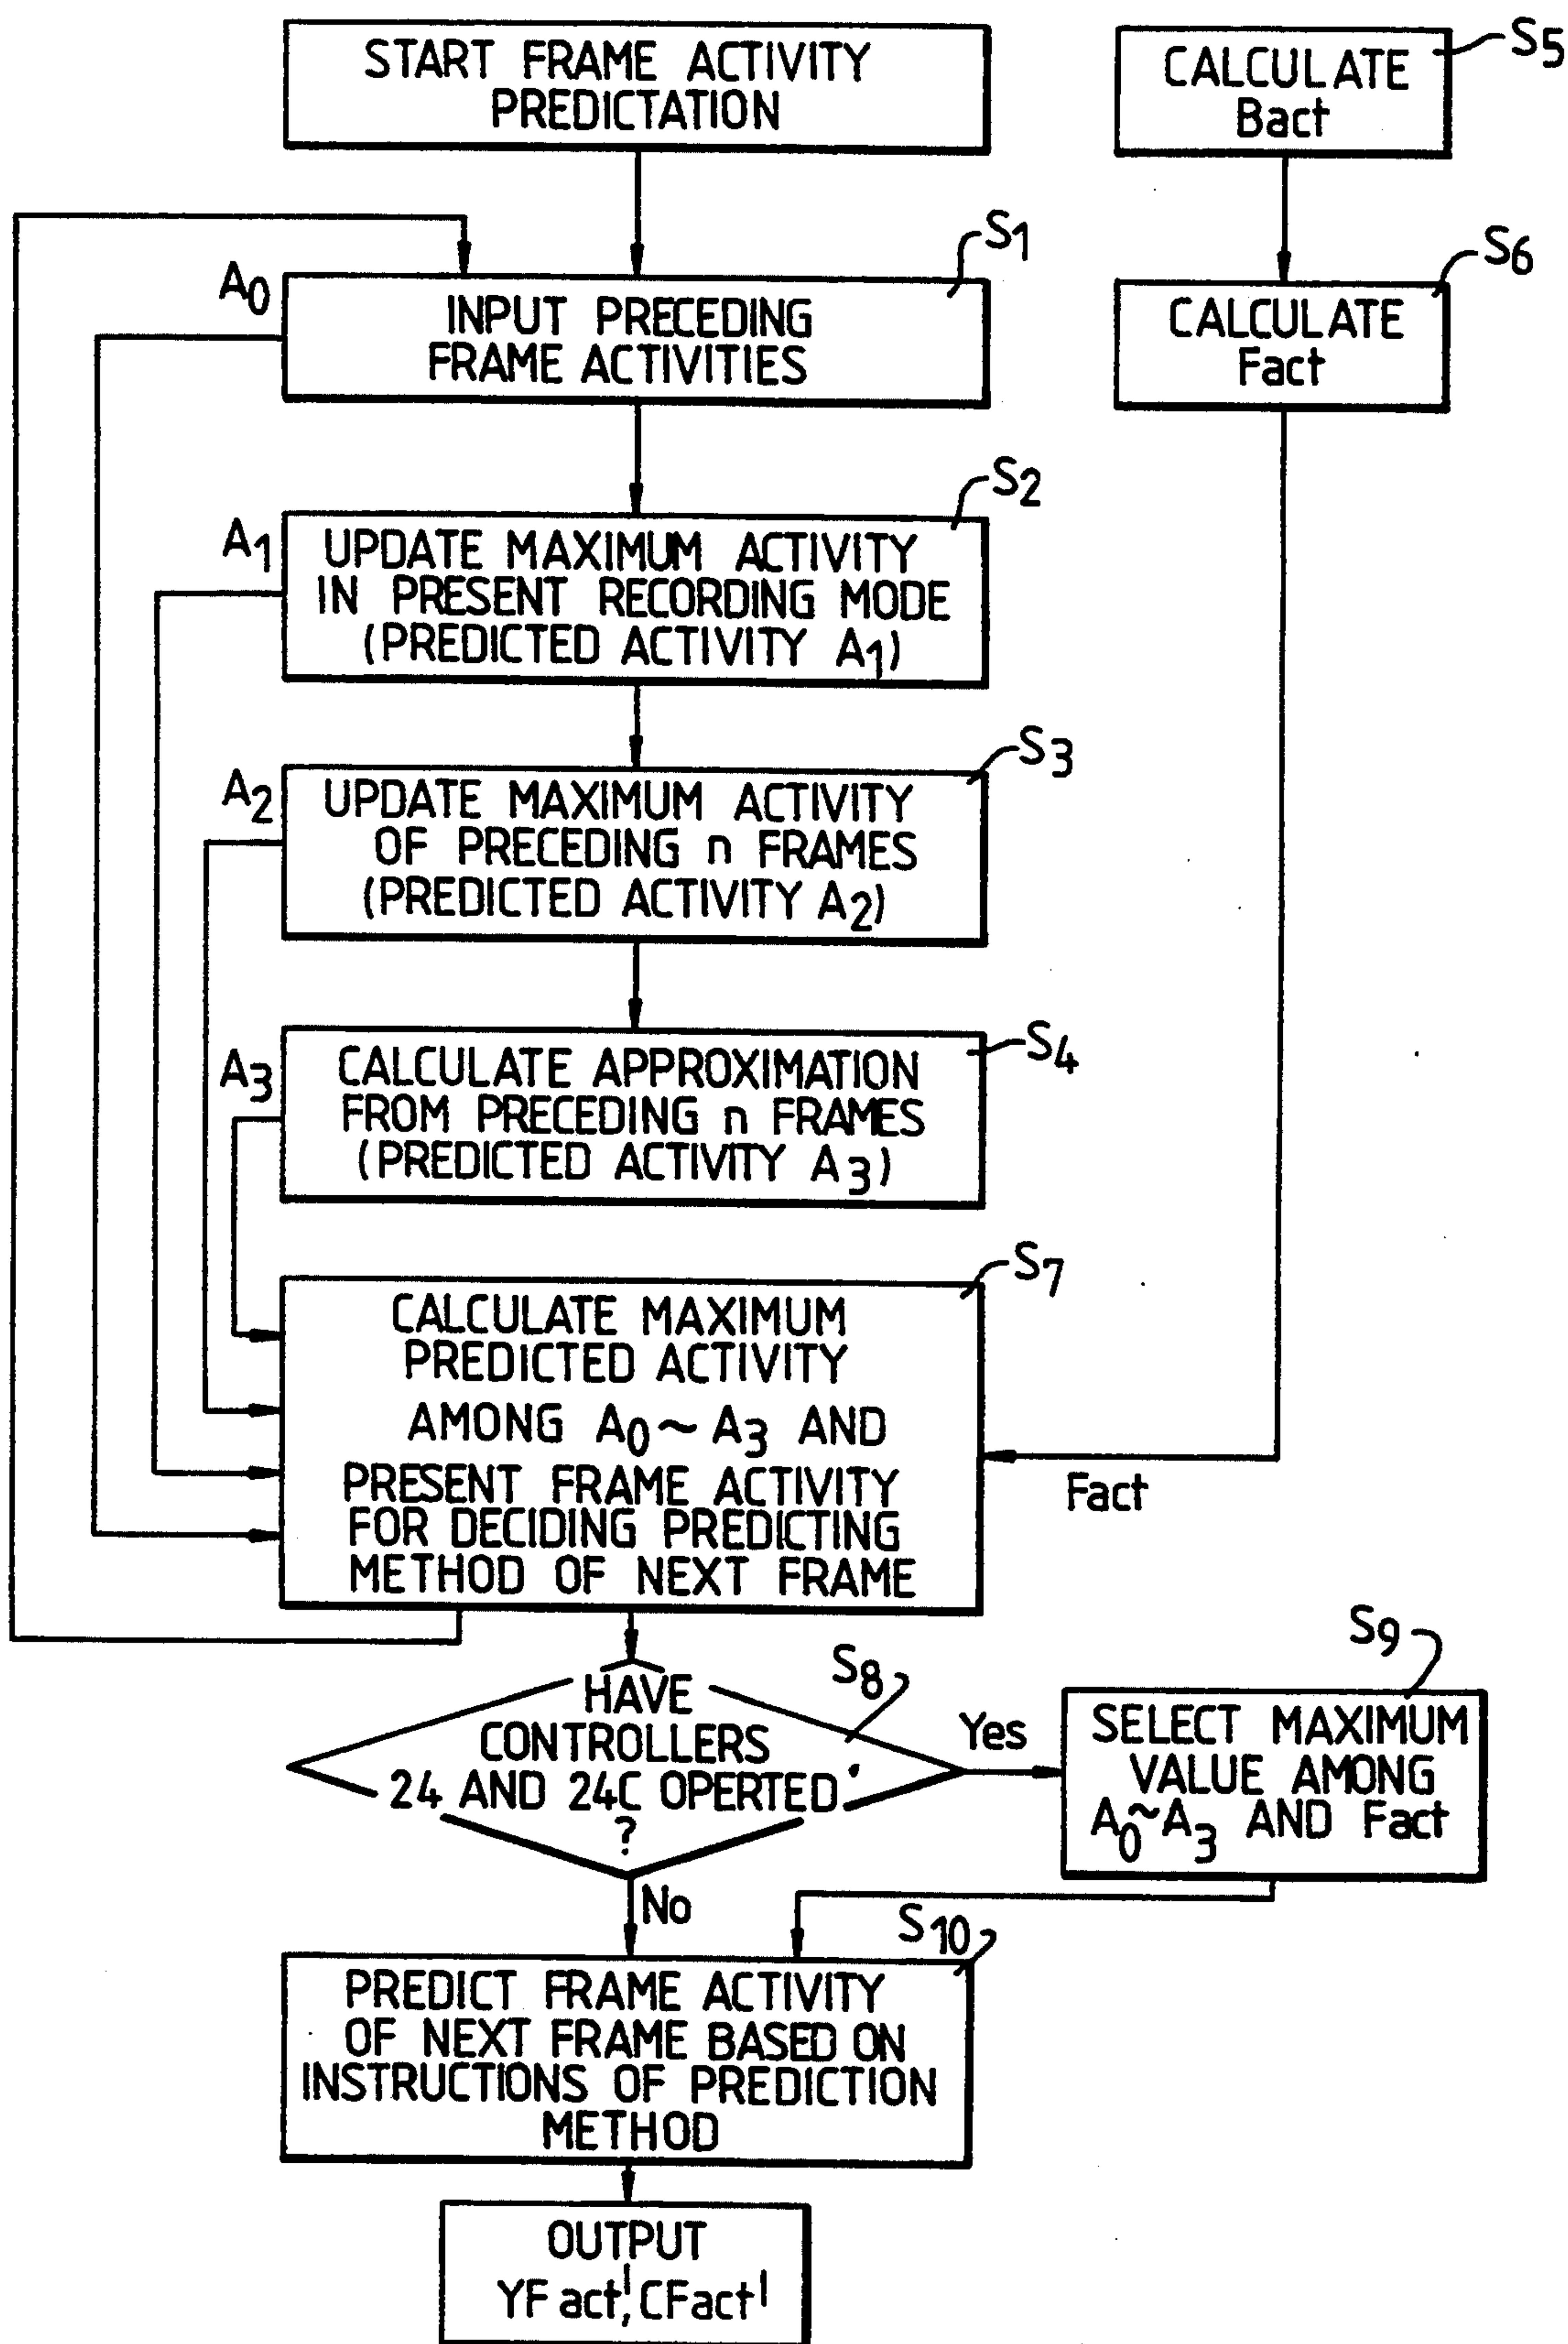 START FRAME ACTIVITY
PREDICTATION
CALCULATE
Bact
S5
S1
A0
INPUT PRECEDING
FRAME ACTIVITIES
S6
CALCULATE
Fact
S2
A1
UPDATE MAXIMUM ACTIVITY
IN PRESENT RECORDING MODE
(PREDICTED ACTIVITY A1)
S3
A2
UPDATE MAXIMUM ACTIVITY
OF PRECEDING n FRAMES
(PREDICTED ACTIVITY A2)
S4
A3
CALCULATE APPROXIMATION
FROM PRECEDING n FRAMES
(PREDICTED ACTIVITY A3)
S7
CALCULATE MAXIMUM
PREDICTED ACTIVITY
AMONG A0~A3 AND
PRESENT FRAME ACTIVITY
FOR DECIDING PREDICTING
METHOD OF NEXT FRAME
Fact
S8
HAVE
CONTROLLERS
24 AND 24C OPERTED
?
Yes
No
S9
SELECT MAXIMUM
VALUE AMONG
A0~A3 AND Fact
S10
PREDICT FRAME ACTIVITY
OF NEXT FRAME BASED ON
INSTRUCTIONS OF PREDICTION
METHOD
OUTPUT
YFact', CFact'